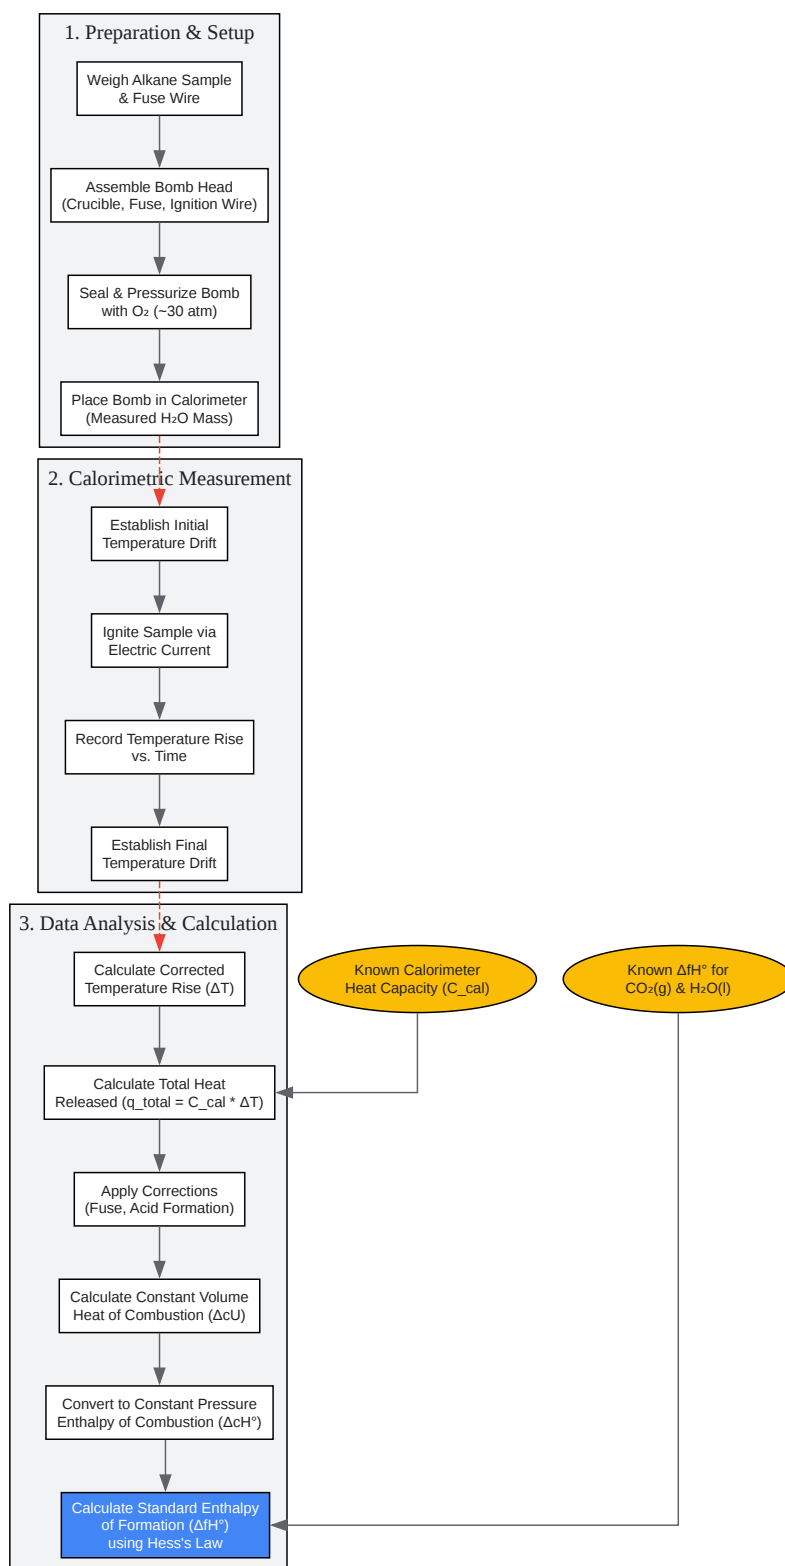 1. Preparation & Setup
Weigh Alkane Sample
& Fuse Wire
Assemble Bomb Head
(Crucible, Fuse, Ignition Wire)
Seal & Pressurize Bomb
with O₂ (~30 atm)
Place Bomb in Calorimeter
(Measured H₂O Mass)
2. Calorimetric Measurement
Establish Initial
Temperature Drift
Ignite Sample via
Electric Current
Record Temperature Rise
vs. Time
Establish Final
Temperature Drift
3. Data Analysis & Calculation
Calculate Corrected
Temperature Rise (ΔT)
Known Calorimeter
Heat Capacity (C_cal)
Known ΔfH° for
CO₂(g) & H₂O(l)
Calculate Total Heat
Released (q_total = C_cal * ΔT)
Apply Corrections
(Fuse, Acid Formation)
Calculate Constant Volume
Heat of Combustion (ΔcU)
Convert to Constant Pressure
Enthalpy of Combustion (ΔcH°)
Calculate Standard Enthalpy
of Formation (ΔfH°)
using Hess's Law